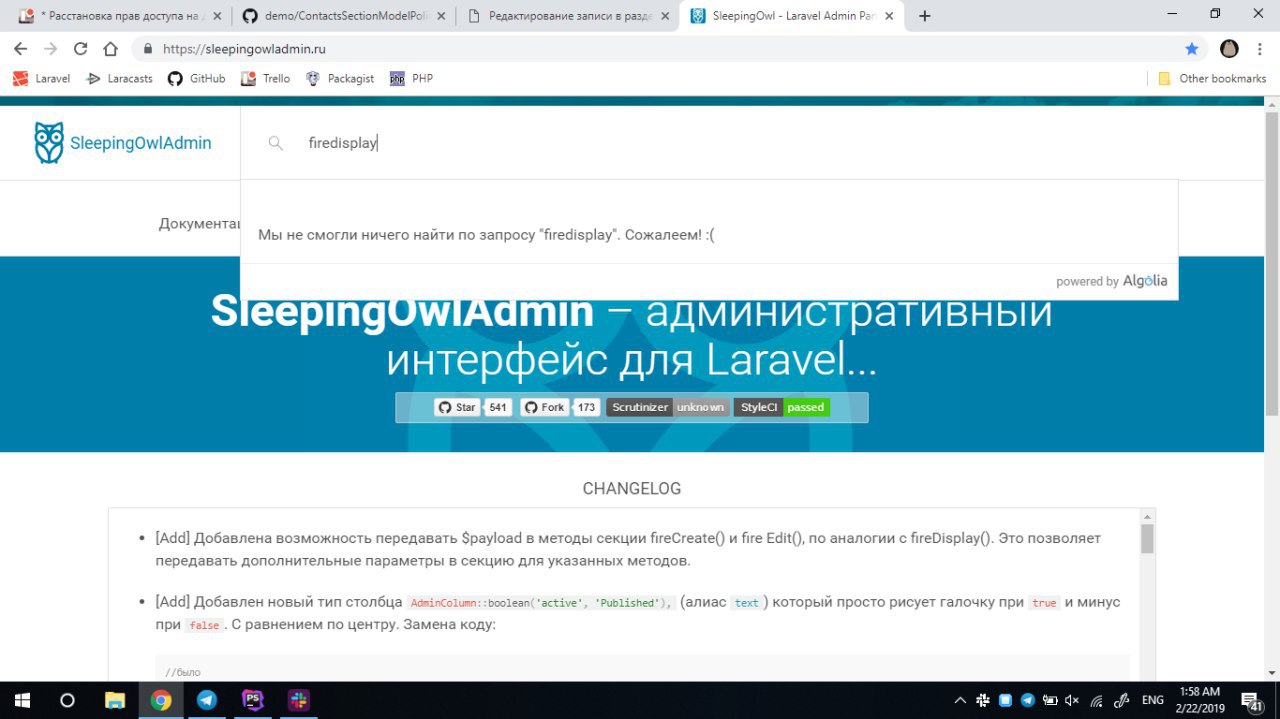 * Расстановка прав доступа на д
demo/ContactsSectionModelPoli
Редактирование записи в разде
SleepingOwl - Laravel Admin Pan
https://sleepingowladmin.ru
Laravel Laracasts GitHub Trello Packagist php PHP Other bookmarks
SleepingOwlAdmin
firedisplay
Документац
Мы не смогли ничего найти по запросу "firedisplay". Сожалеем! :(
powered by Algolia
SleepingOwlAdmin – административный
интерфейс для Laravel...
Star 541 Fork 173 Scrutinizer unknown StyleCI passed
CHANGELOG
[Add] Добавлена возможность передавать $payload в методы секции fireCreate() и fire Edit(), по аналогии с fireDisplay(). Это позволяет
передавать дополнительные параметры в секцию для указанных методов.
[Add] Добавлен новый тип столбца AdminColumn::boolean('active', 'Published'), (алиас text ) который просто рисует галочку при true и минус
при false . С равнением по центру. Замена коду:
//было
PS
ENG
1:58 AM
2/22/2019
41